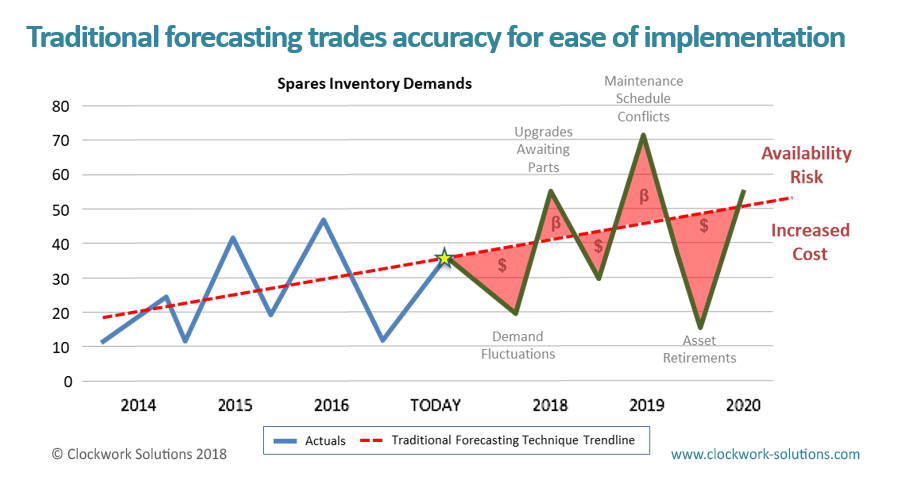 Traditional forecasting trades accuracy for ease of implementation
Spares Inventory Demands
80
70
60
50
40
30
20
10
0
Maintenance
Schedule
Conflicts
Upgrades
Awaiting
Parts
Availability
Risk
Increased
Cost
$
β
$
β
$
Demand
Fluctuations
Asset
Retirements
2014 2015 2016 TODAY 2018 2019 2020
Actuals Traditional Forecasting Technique Trendline
© Clockwork Solutions 2018
www.clockwork-solutions.com